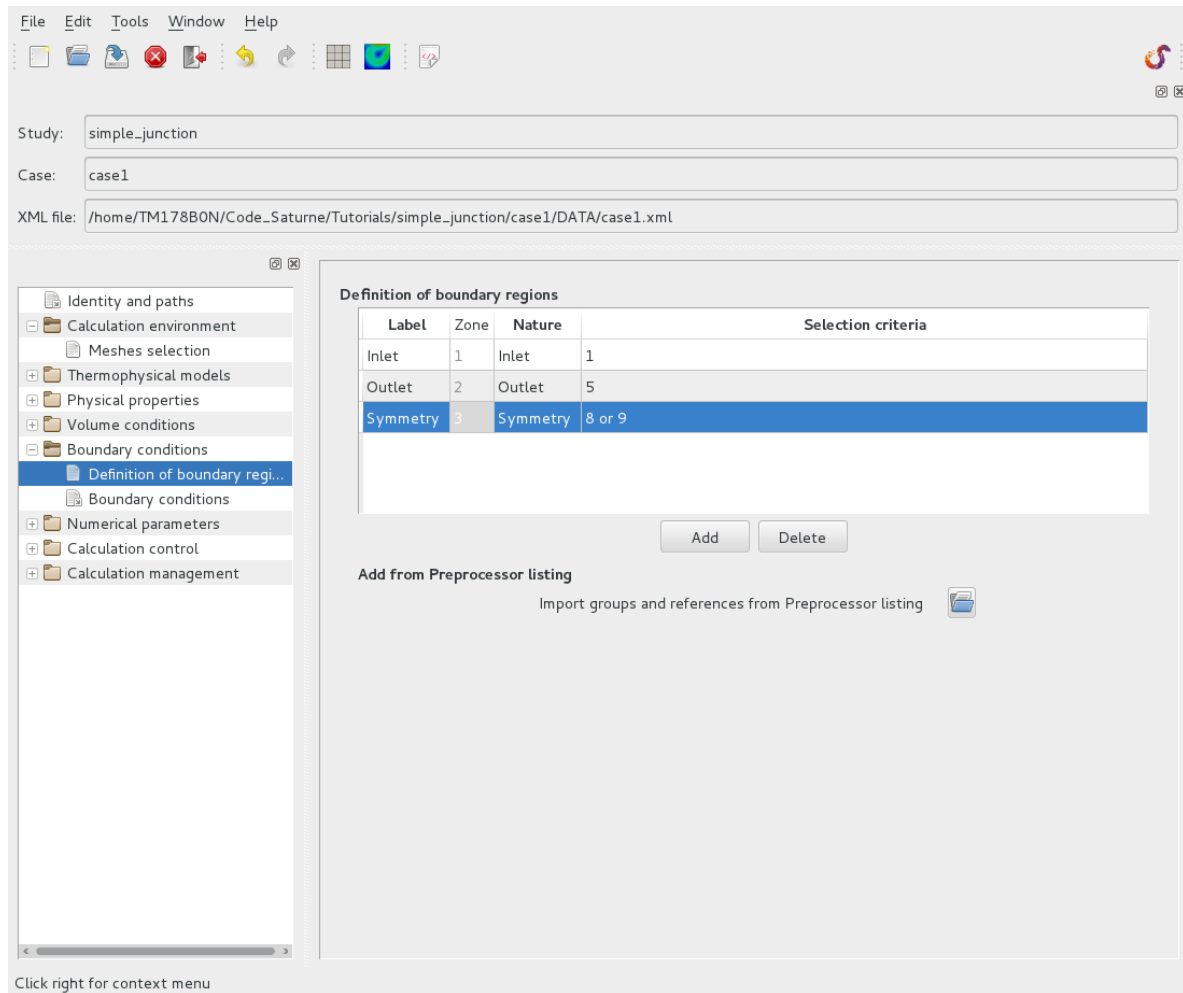 File Edit Tools Window Help
Study: simple_junction
Case: case1
XML file: /home/TM178B0N/Code_Saturne/Tutorials/simple_junction/case1/DATA/case1.xml
Identity and paths
Calculation environment
Meshes selection
Thermophysical models
Physical properties
Volume conditions
Boundary conditions
Definition of boundary regi...
Boundary conditions
Numerical parameters
Calculation control
Calculation management
Definition of boundary regions
Label Zone Nature Selection criteria
Inlet 1 Inlet 1
Outlet 2 Outlet 5
Symmetry 3 Symmetry 8 or 9
Add Delete
Add from Preprocessor listing
Import groups and references from Preprocessor listing
Click right for context menu